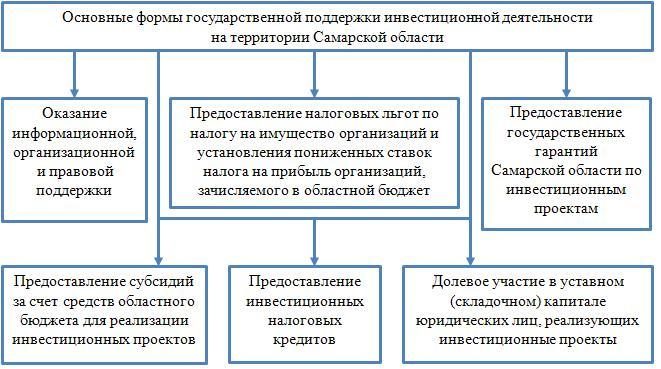 Основные формы государственной поддержки инвестиционной деятельности
на территории Самарской области
Оказание
информационной,
организационной
и правовой
поддержки
Предоставление налоговых льгот по
налогу на имущество организаций и
установления пониженных ставок
налога на прибыль организаций,
зачисляемого в областной бюджет
Предоставление
государственных
гарантий
Самарской области по
инвестиционным
проектам
Предоставление субсидий
за счет средств областного
бюджета для реализации
инвестиционных проектов
Предоставление
инвестиционных
налоговых
кредитов
Долевое участие в уставном
(складочном) капитале
юридических лиц, реализующих
инвестиционные проекты